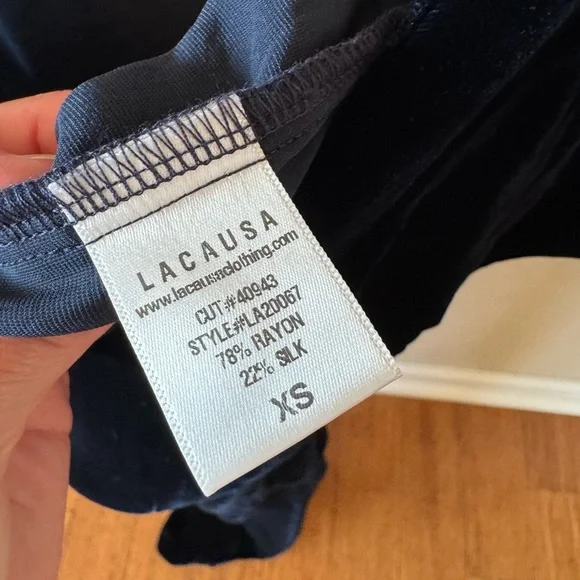 LACAUSA
www.lacausaclothing.com
CUT#40943
STYLE#LA20067
78% RAYON
22% SILK
XS